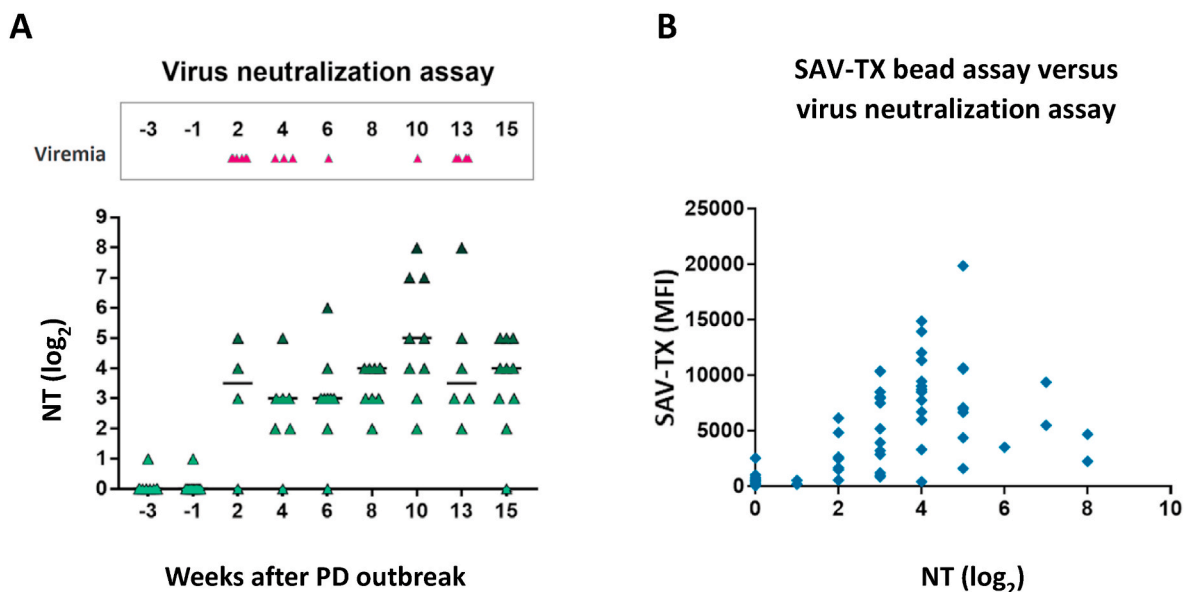 A
Virus neutralization assay
-3 -1 2 4 6 8 10 13 15
Viremia
9
8
7
6
5
4
3
2
1
0
NT (log₂)
-3 -1 2 4 6 8 10 13 15
Weeks after PD outbreak
B
SAV-TX bead assay versus
virus neutralization assay
25000
20000
15000
10000
5000
0
SAV-TX (MFI)
0 2 4 6 8 10
NT (log₂)